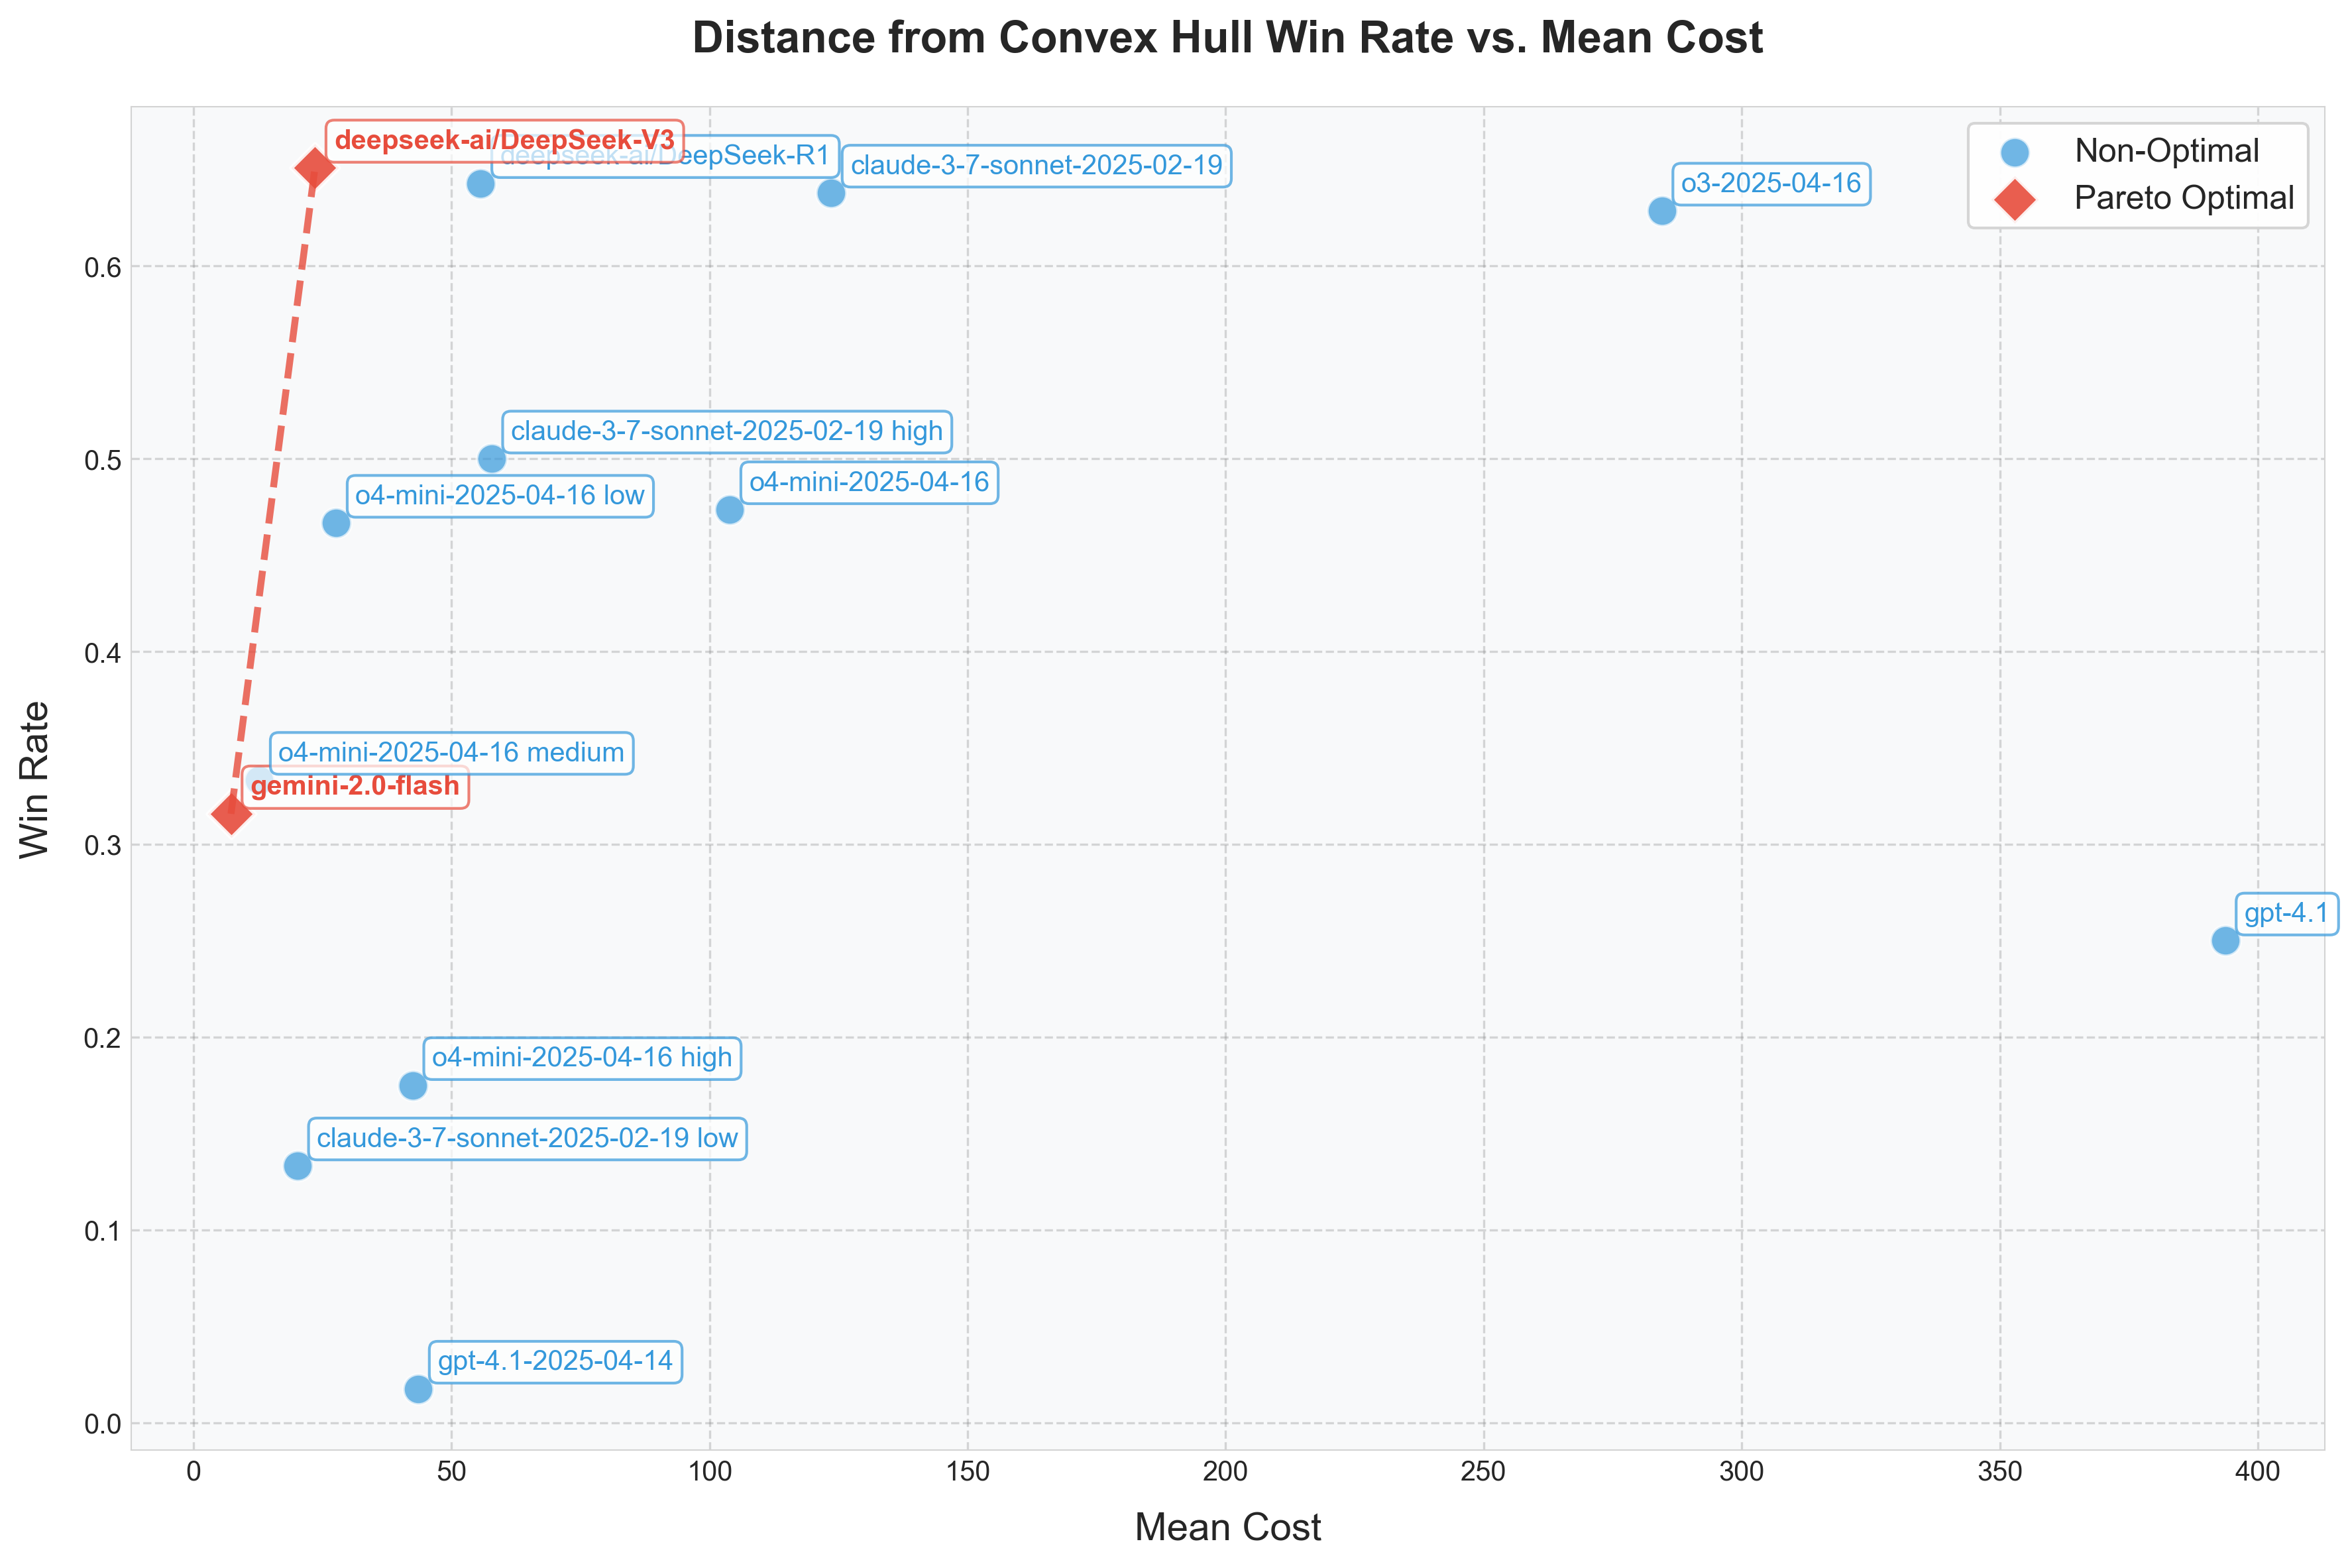 Distance from Convex Hull Win Rate vs. Mean Cost
deepseek-ai/DeepSeek-V3
deepseek-ai/DeepSeek-R1
claude-3-7-sonnet-2025-02-19
o3-2025-04-16
Non-Optimal
Pareto Optimal
claude-3-7-sonnet-2025-02-19 high
o4-mini-2025-04-16 low
o4-mini-2025-04-16
o4-mini-2025-04-16 medium
gemini-2.0-flash
gpt-4.1
o4-mini-2025-04-16 high
claude-3-7-sonnet-2025-02-19 low
gpt-4.1-2025-04-14
Win Rate
0.6
0.5
0.4
0.3
0.2
0.1
0.0
0 50 100 150 200 250 300 350 400
Mean Cost